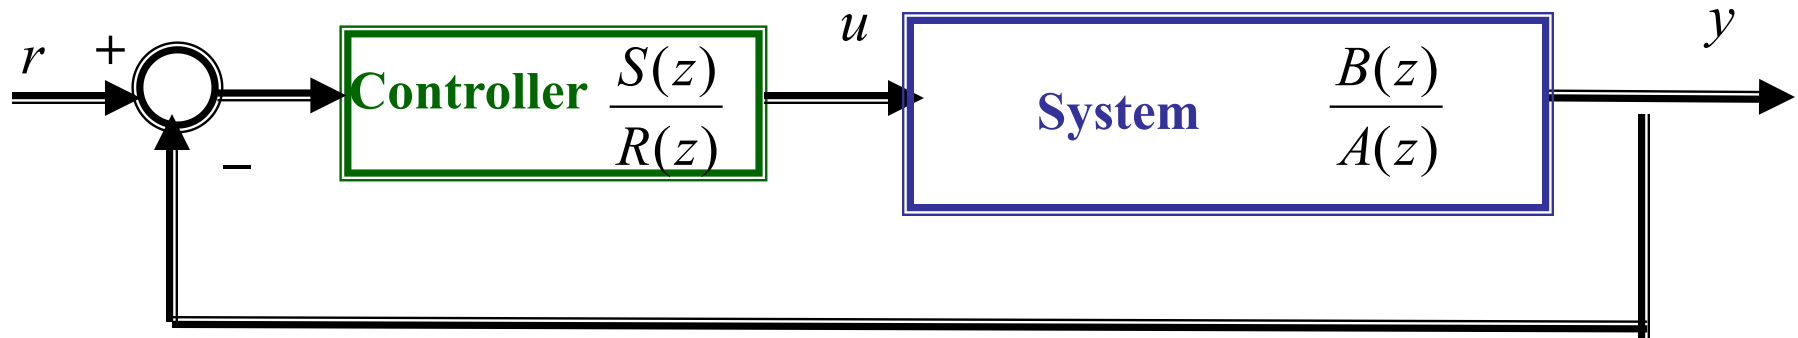 r
+
−
Controller
S(z)
R(z)
u
System
B(z)
A(z)
y